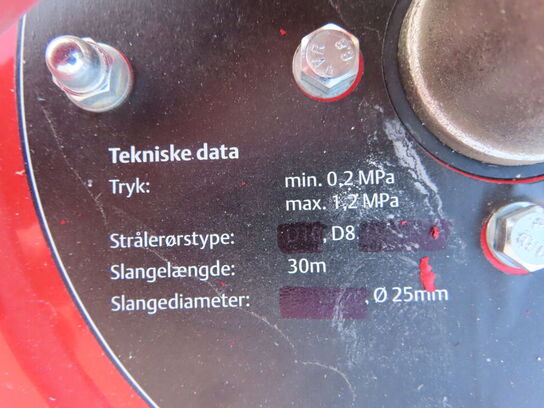 Tekniske data
Tryk: min. 0,2 MPa
max. 1,2 MPa
Strålerørstype: , D8
Slangelængde: 30m
Slangediameter: , Ø 25mm